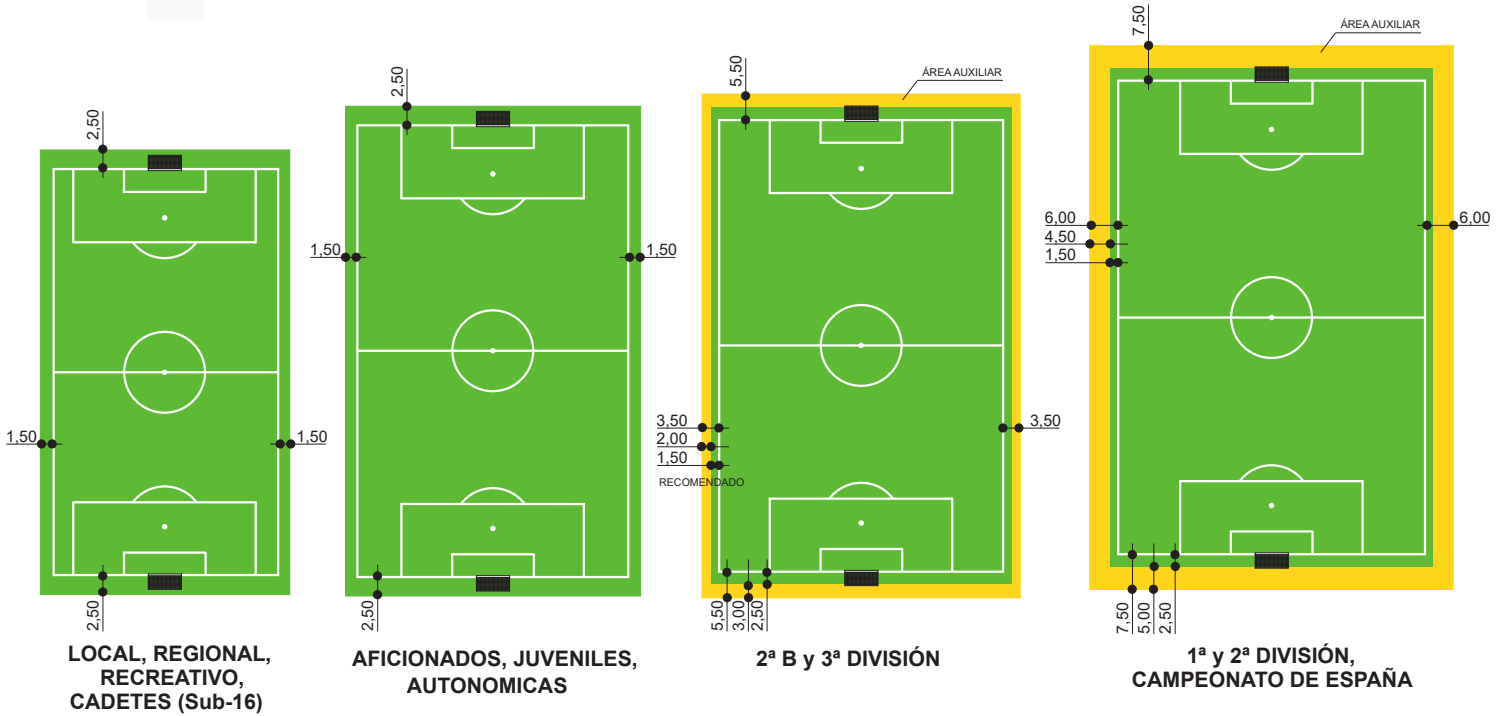 2,50
1,50
1,50
2,50
LOCAL, REGIONAL,
RECREATIVO,
CADETES (Sub-16)
2,50
1,50
1,50
2,50
AFICIONADOS, JUVENILES,
AUTONOMICAS
5,50
ÁREA AUXILIAR
3,50
2,00
1,50
RECOMENDADO
3,50
5,50
3,00
2,50
2ª B y 3ª DIVISIÓN
7,50
ÁREA AUXILIAR
6,00
4,50
1,50
6,00
7,50
5,00
2,50
1ª y 2ª DIVISIÓN,
CAMPEONATO DE ESPAÑA